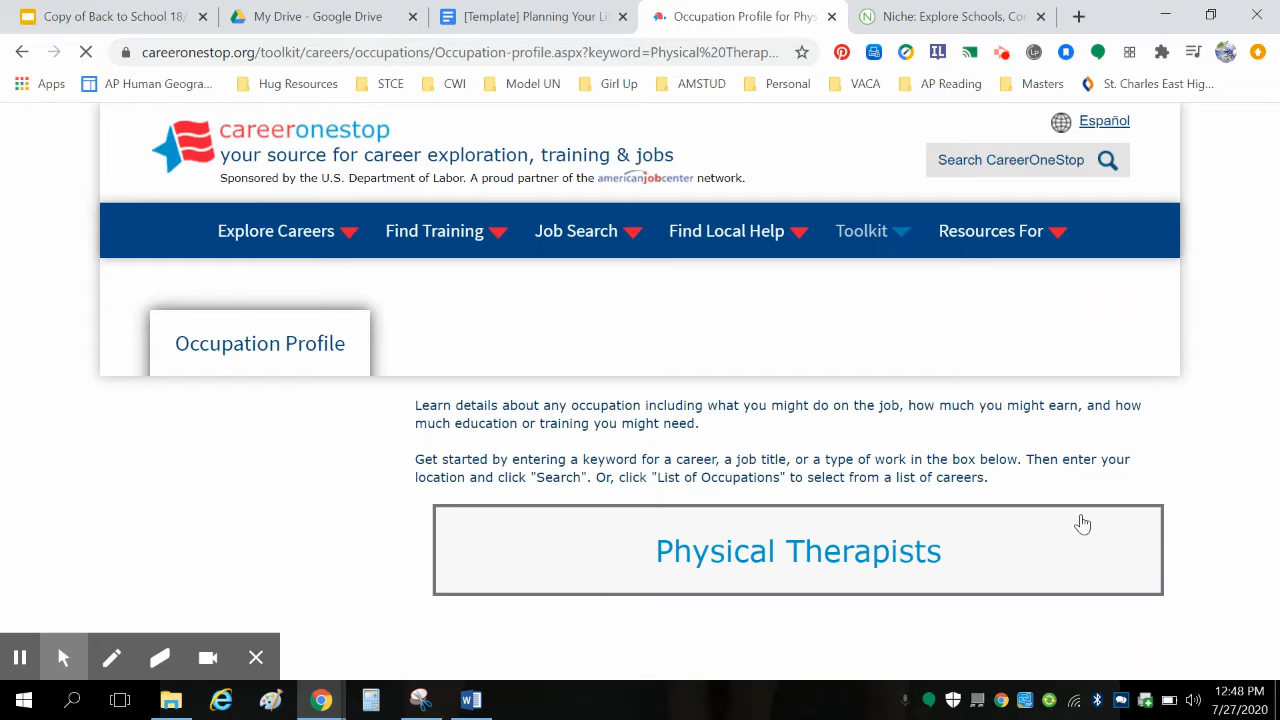 Copy of Back to School 18/
My Drive - Google Drive
[Template] Planning Your Li
Occupation Profile for Phys
Niche: Explore Schools, Cor
careeronestop.org/toolkit/careers/occupations/Occupation-profile.aspx?keyword=Physical%20Therap...
Apps
AP Human Geogra...
Hug Resources
STCE
CWI
Model UN
Girl Up
AMSTUD
Personal
VACA
AP Reading
Masters
St. Charles East Hig...
careeronestop
your source for career exploration, training & jobs
Sponsored by the U.S. Department of Labor. A proud partner of the americanjobcenter network.
Español
Search CareerOneStop
Explore Careers
Find Training
Job Search
Find Local Help
Toolkit
Resources For
Occupation Profile
Learn details about any occupation including what you might do on the job, how much you might earn, and how
much education or training you might need.
Get started by entering a keyword for a career, a job title, or a type of work in the box below. Then enter your
location and click "Search". Or, click "List of Occupations" to select from a list of careers.
Physical Therapists
12:48 PM
7/27/2020